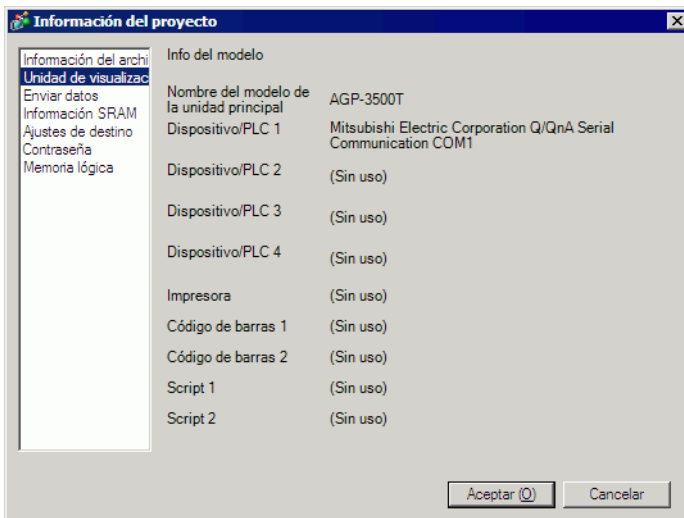 Información del proyecto
Información del archi
Unidad de visualizac
Enviar datos
Información SRAM
Ajustes de destino
Contraseña
Memoria lógica
Info del modelo
Nombre del modelo de
la unidad principal
AGP-3500T
Dispositivo/PLC 1
Mitsubishi Electric Corporation Q/QnA Serial
Communication COM1
Dispositivo/PLC 2
(Sin uso)
Dispositivo/PLC 3
(Sin uso)
Dispositivo/PLC 4
(Sin uso)
Impresora
(Sin uso)
Código de barras 1
(Sin uso)
Código de barras 2
(Sin uso)
Script 1
(Sin uso)
Script 2
(Sin uso)
Aceptar (O)
Cancelar